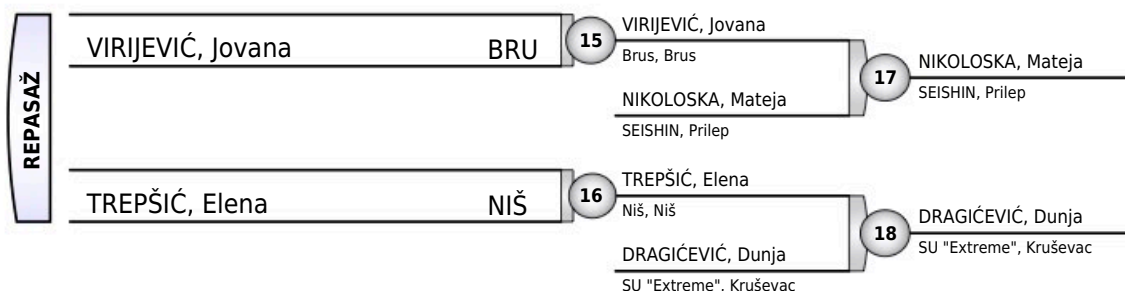 REPASAŽ
VIRIJEVIĆ, Jovana BRU
15
VIRIJEVIĆ, Jovana
Brus, Brus
NIKOLOSKA, Mateja
SEISHIN, Prilep
17
NIKOLOSKA, Mateja
SEISHIN, Prilep
TREPŠIĆ, Elena NIŠ
16
TREPŠIĆ, Elena
Niš, Niš
DRAGIĆEVIĆ, Dunja
SU "Extreme", Kruševac
18
DRAGIĆEVIĆ, Dunja
SU "Extreme", Kruševac